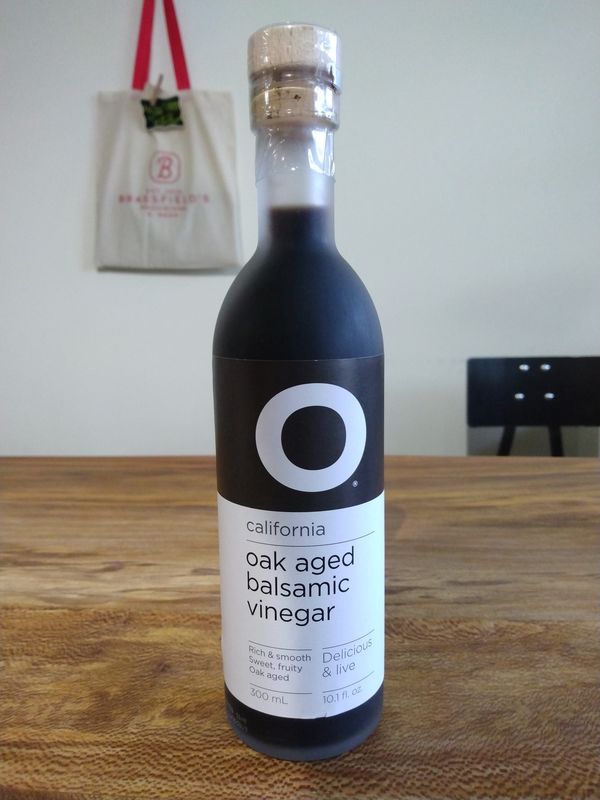 B
BRAKSFIELD'S
O
®
california
oak aged
balsamic
vinegar
Rich & smooth
Sweet, fruity
Oak aged
Delicious
& live
300 mL
10.1 fl. oz.